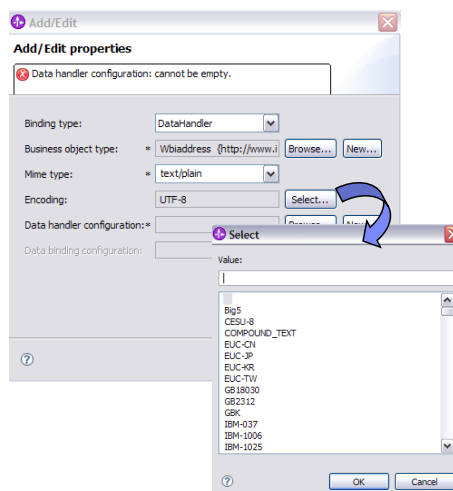 Add/Edit
Add/Edit properties
Data handler configuration: cannot be empty.
Binding type: DataHandler
Business object type: * Wbiaddress {http://www.i Browse... New...
Mime type: * text/plain
Encoding: UTF-8 Select...
Data handler configuration:*
Data binding configuration:
Select
Value:
Big5
CESU-8
COMPOUND_TEXT
EUC-CN
EUC-JP
EUC-KR
EUC-TW
GB18030
GB2312
GBK
IBM-037
IBM-1006
IBM-1025
OK Cancel